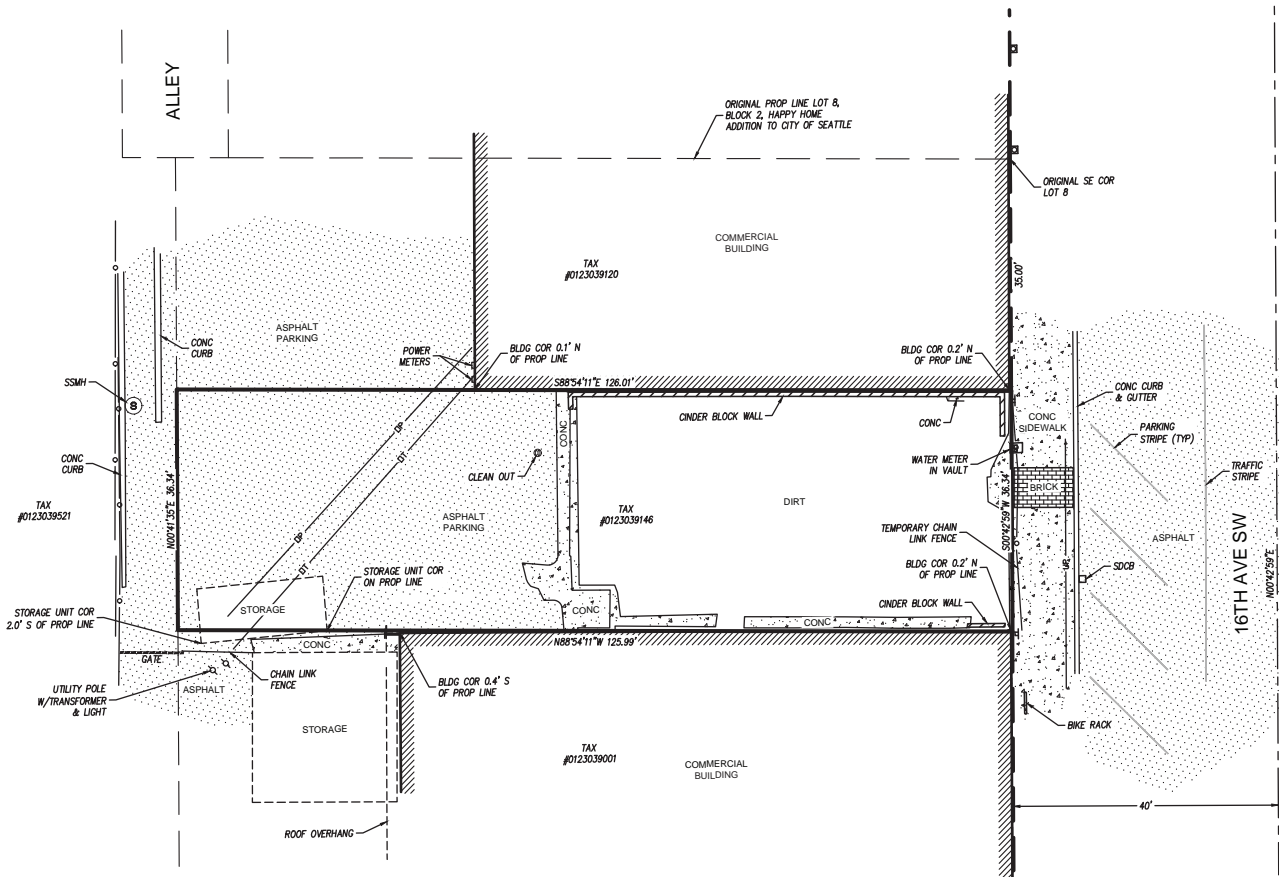 ALLEY
ORIGINAL PROP LINE LOT 8,
BLOCK 2, HAPPY HOME
ADDITION TO CITY OF SEATTLE
ORIGINAL SE COR
LOT 8
COMMERCIAL
BUILDING
TAX
#0123039120
35.00'
ASPHALT
PARKING
CONC
CURB
POWER
METERS
BLDG COR 0.1' N
OF PROP LINE
BLDG COR 0.2' N
OF PROP LINE
SSMH
S
S88°54'11"E 126.01'
CONC CURB
& GUTTER
CINDER BLOCK WALL
CONC
CONC
SIDEWALK
PARKING
STRIPE (TYP)
CONC
CONC
CURB
UP
UT
CLEAN OUT
WATER METER
IN VAULT
TRAFFIC
STRIPE
TAX
#0123039521
N00°41'35"E 36.34'
ASPHALT
PARKING
TAX
#0123039146
DIRT
S00°42'59"W 36.34'
BRICK
TEMPORARY CHAIN
LINK FENCE
ASPHALT
16TH AVE SW
N00°42'59"E
UP
UT
UP
STORAGE UNIT COR
ON PROP LINE
BLDG COR 0.2' N
OF PROP LINE
SDCB
STORAGE
CONC
CINDER BLOCK WALL
STORAGE UNIT COR
2.0' S OF PROP LINE
CONC
CONC
N88°54'11"W 125.99'
GATE
CHAIN LINK
FENCE
UTILITY POLE
W/TRANSFORMER
& LIGHT
ASPHALT
BLDG COR 0.4' S
OF PROP LINE
STORAGE
BIKE RACK
TAX
#0123039001
COMMERCIAL
BUILDING
ROOF OVERHANG
40'